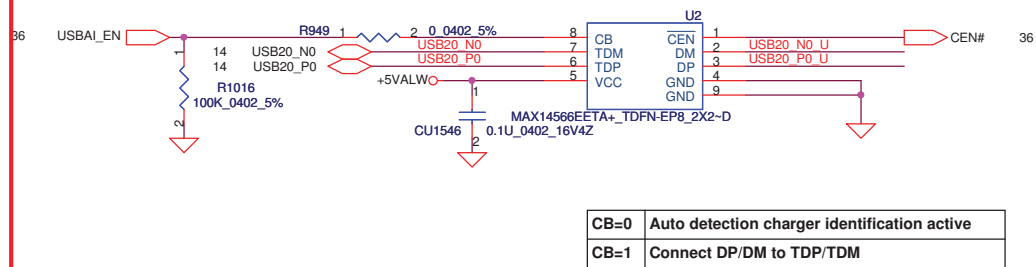 U2
R949 1 2 0_0402_5%
36 USBAI_EN 8 CB CEN 1 CEN# 36
14 USB20_N0 USB20_N0 7 TDM DM 2 USB20_N0_U
14 USB20_P0 USB20_P0 6 TDP DP 3 USB20_P0_U
+5VALW 5 VCC GND 4
GND 9
1
R1016
100K_0402_5%
2
1
MAX14566EETA+_TDFN-EP8_2X2~D
CU1546 0.1U_0402_16V4Z
2
CB=0 Auto detection charger identification active
CB=1 Connect DP/DM to TDP/TDM